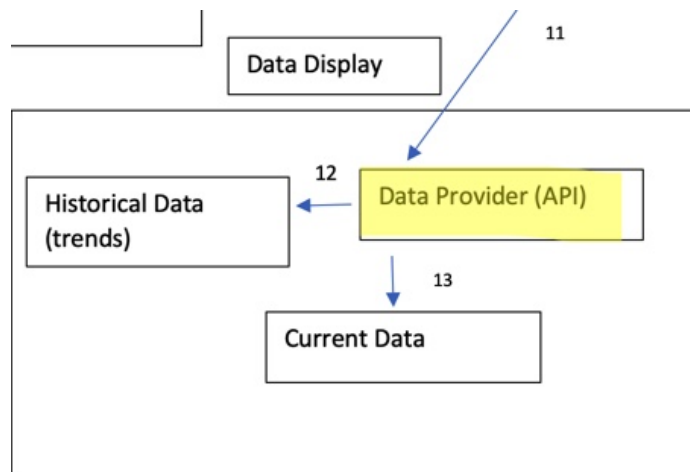 11
Data Display
12
Data Provider (API)
Historical Data
(trends)
13
Current Data